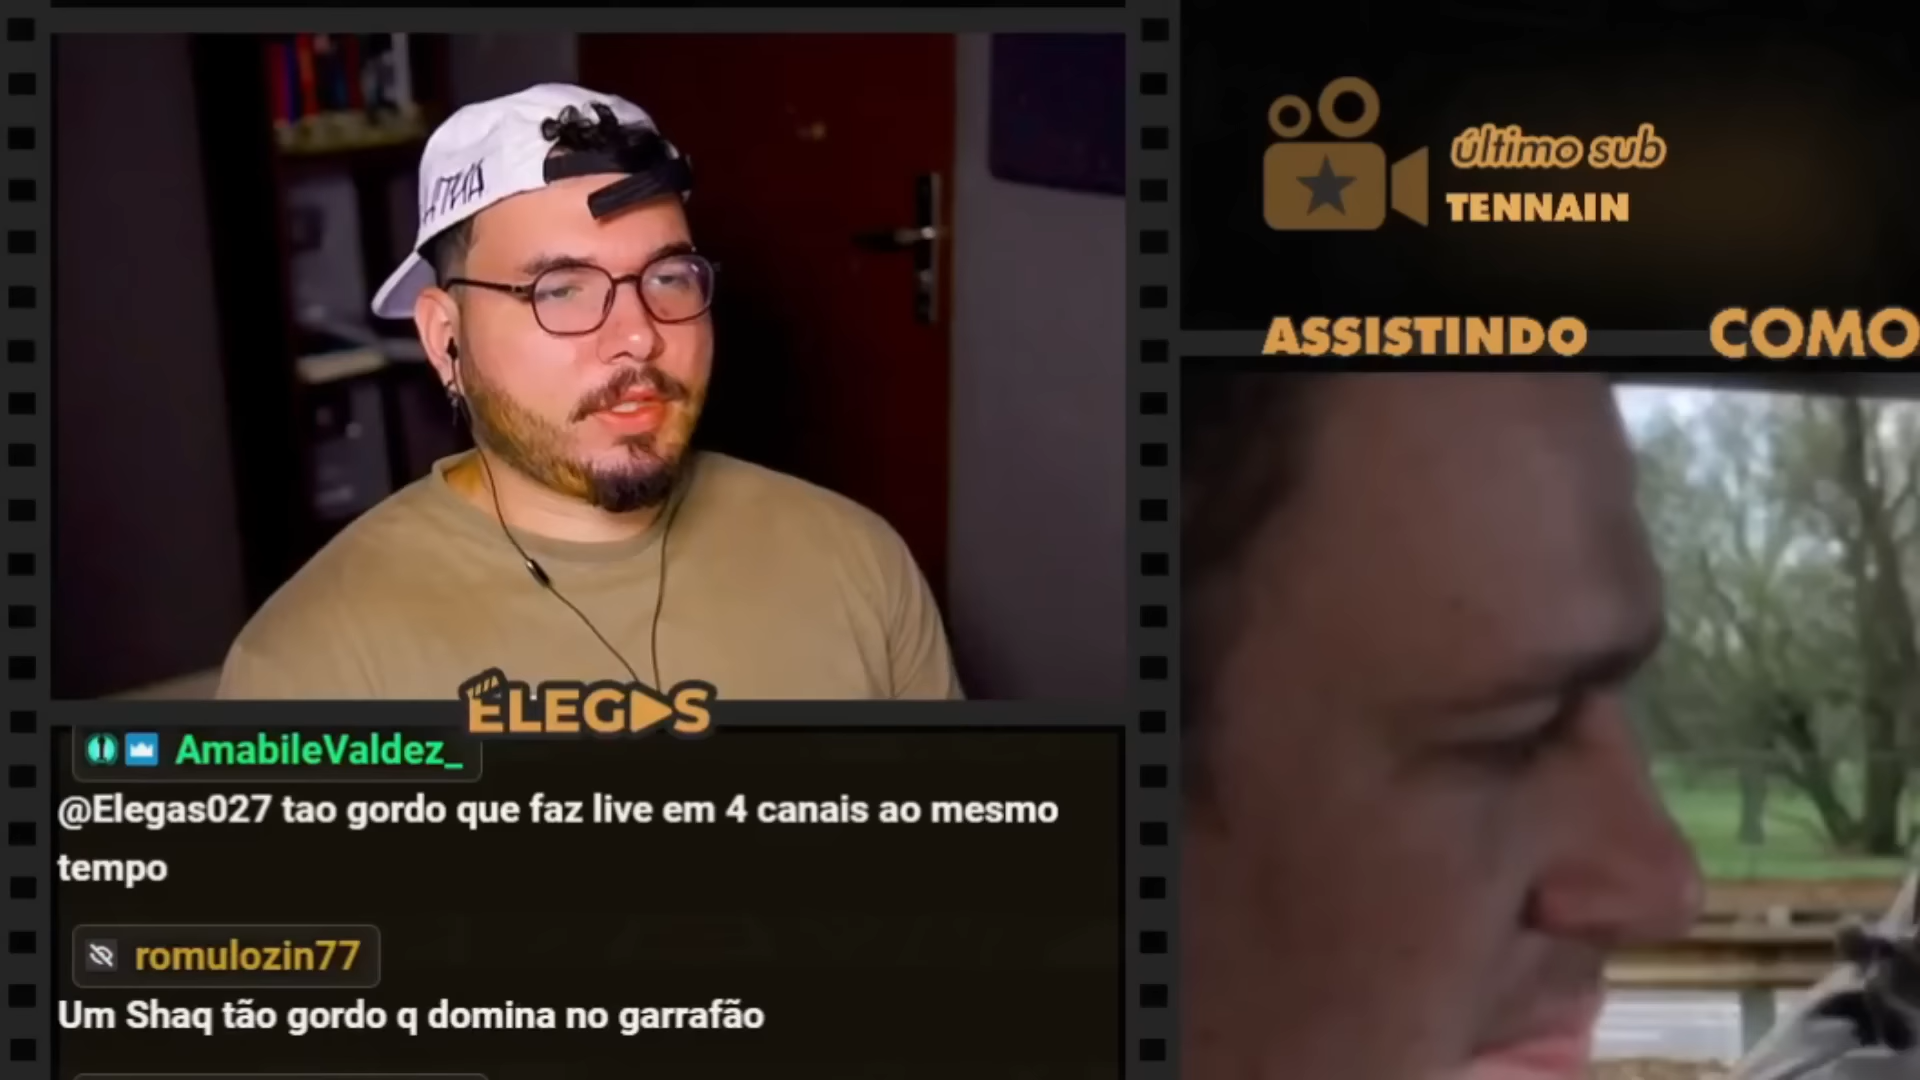 último sub
TENNAIN
ASSISTINDO
COMO
ELEGAS
AmabileValdez_
@Elegas027 tao gordo que faz live em 4 canais ao mesmo
tempo
romulozin77
Um Shaq tão gordo q domina no garrafão